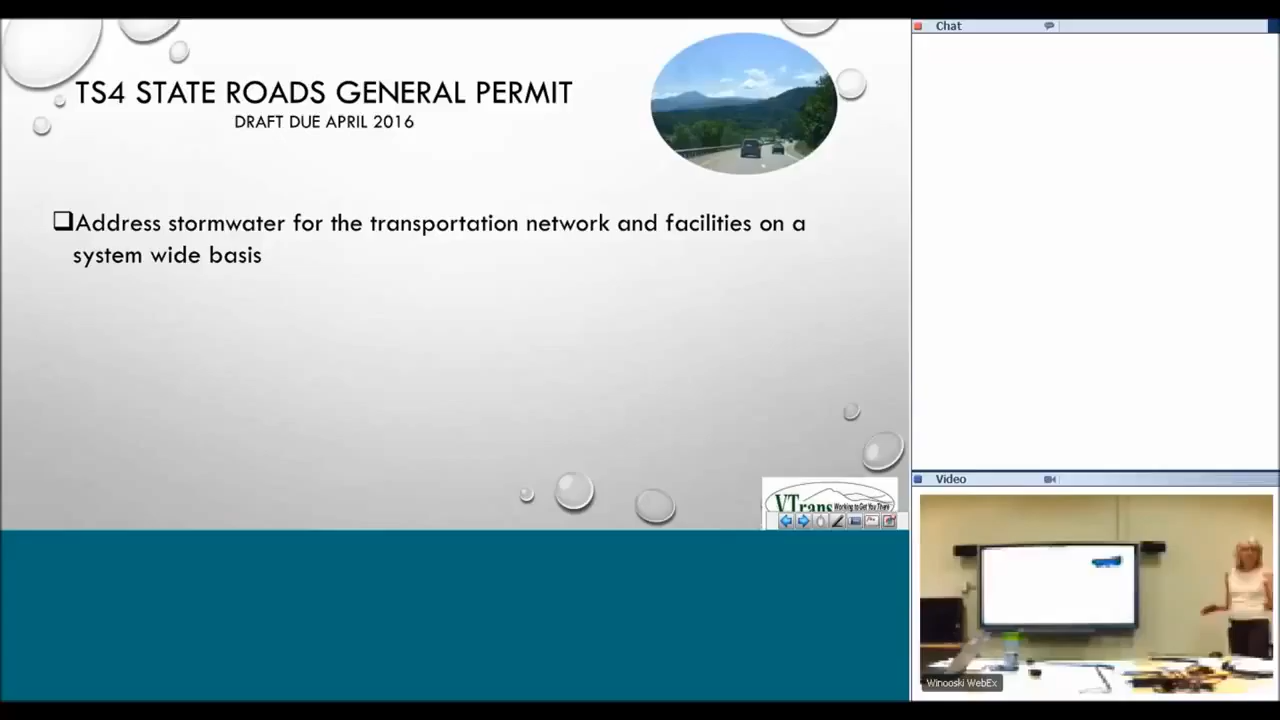 TS4 STATE ROADS GENERAL PERMIT
DRAFT DUE APRIL 2016
Address stormwater for the transportation network and facilities on a
system wide basis
VTrans Working to Get You There
Chat
Video
Winooski WebEx